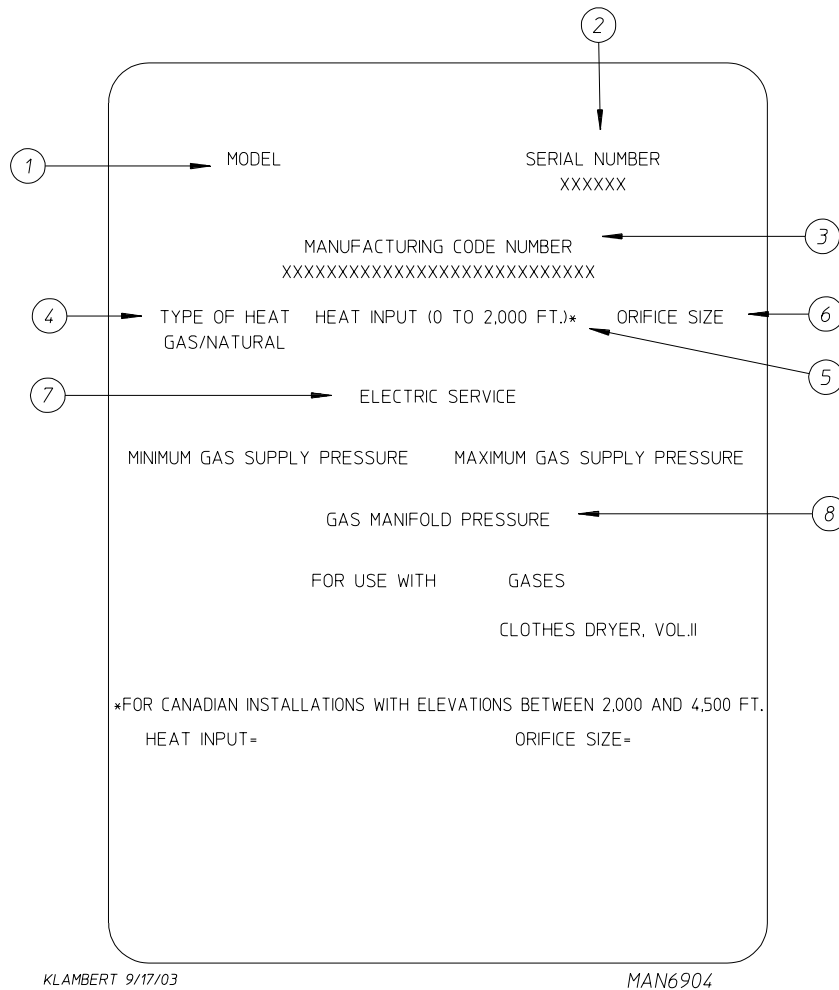 2
1
MODEL SERIAL NUMBER
XXXXXX
3
MANUFACTURING CODE NUMBER
XXXXXXXXXXXXXXXXXXXXXXXXXXXX
4 TYPE OF HEAT HEAT INPUT (0 TO 2,000 FT.)* ORIFICE SIZE 6
GAS/NATURAL
5
7 ELECTRIC SERVICE
MINIMUM GAS SUPPLY PRESSURE MAXIMUM GAS SUPPLY PRESSURE
GAS MANIFOLD PRESSURE 8
FOR USE WITH GASES
CLOTHES DRYER, VOL.II
*FOR CANADIAN INSTALLATIONS WITH ELEVATIONS BETWEEN 2,000 AND 4,500 FT.
HEAT INPUT= ORIFICE SIZE=
KLAMBERT 9/17/03 MAN6904